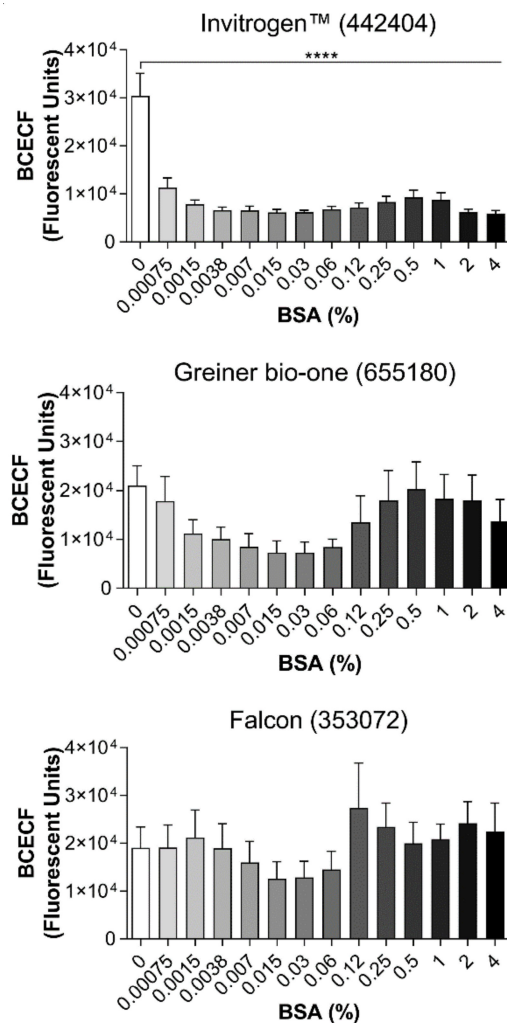 Invitrogen™ (442404)
BCECF
(Fluorescent Units)
4×10⁴
3×10⁴
2×10⁴
1×10⁴
0
****
0 0.00075 0.0015 0.0038 0.007 0.015 0.03 0.06 0.12 0.25 0.5 1 2 4
BSA (%)
Greiner bio-one (655180)
BCECF
(Fluorescent Units)
4×10⁴
3×10⁴
2×10⁴
1×10⁴
0
0 0.00075 0.0015 0.0038 0.007 0.015 0.03 0.06 0.12 0.25 0.5 1 2 4
BSA (%)
Falcon (353072)
BCECF
(Fluorescent Units)
4×10⁴
3×10⁴
2×10⁴
1×10⁴
0
0 0.00075 0.0015 0.0038 0.007 0.015 0.03 0.06 0.12 0.25 0.5 1 2 4
BSA (%)